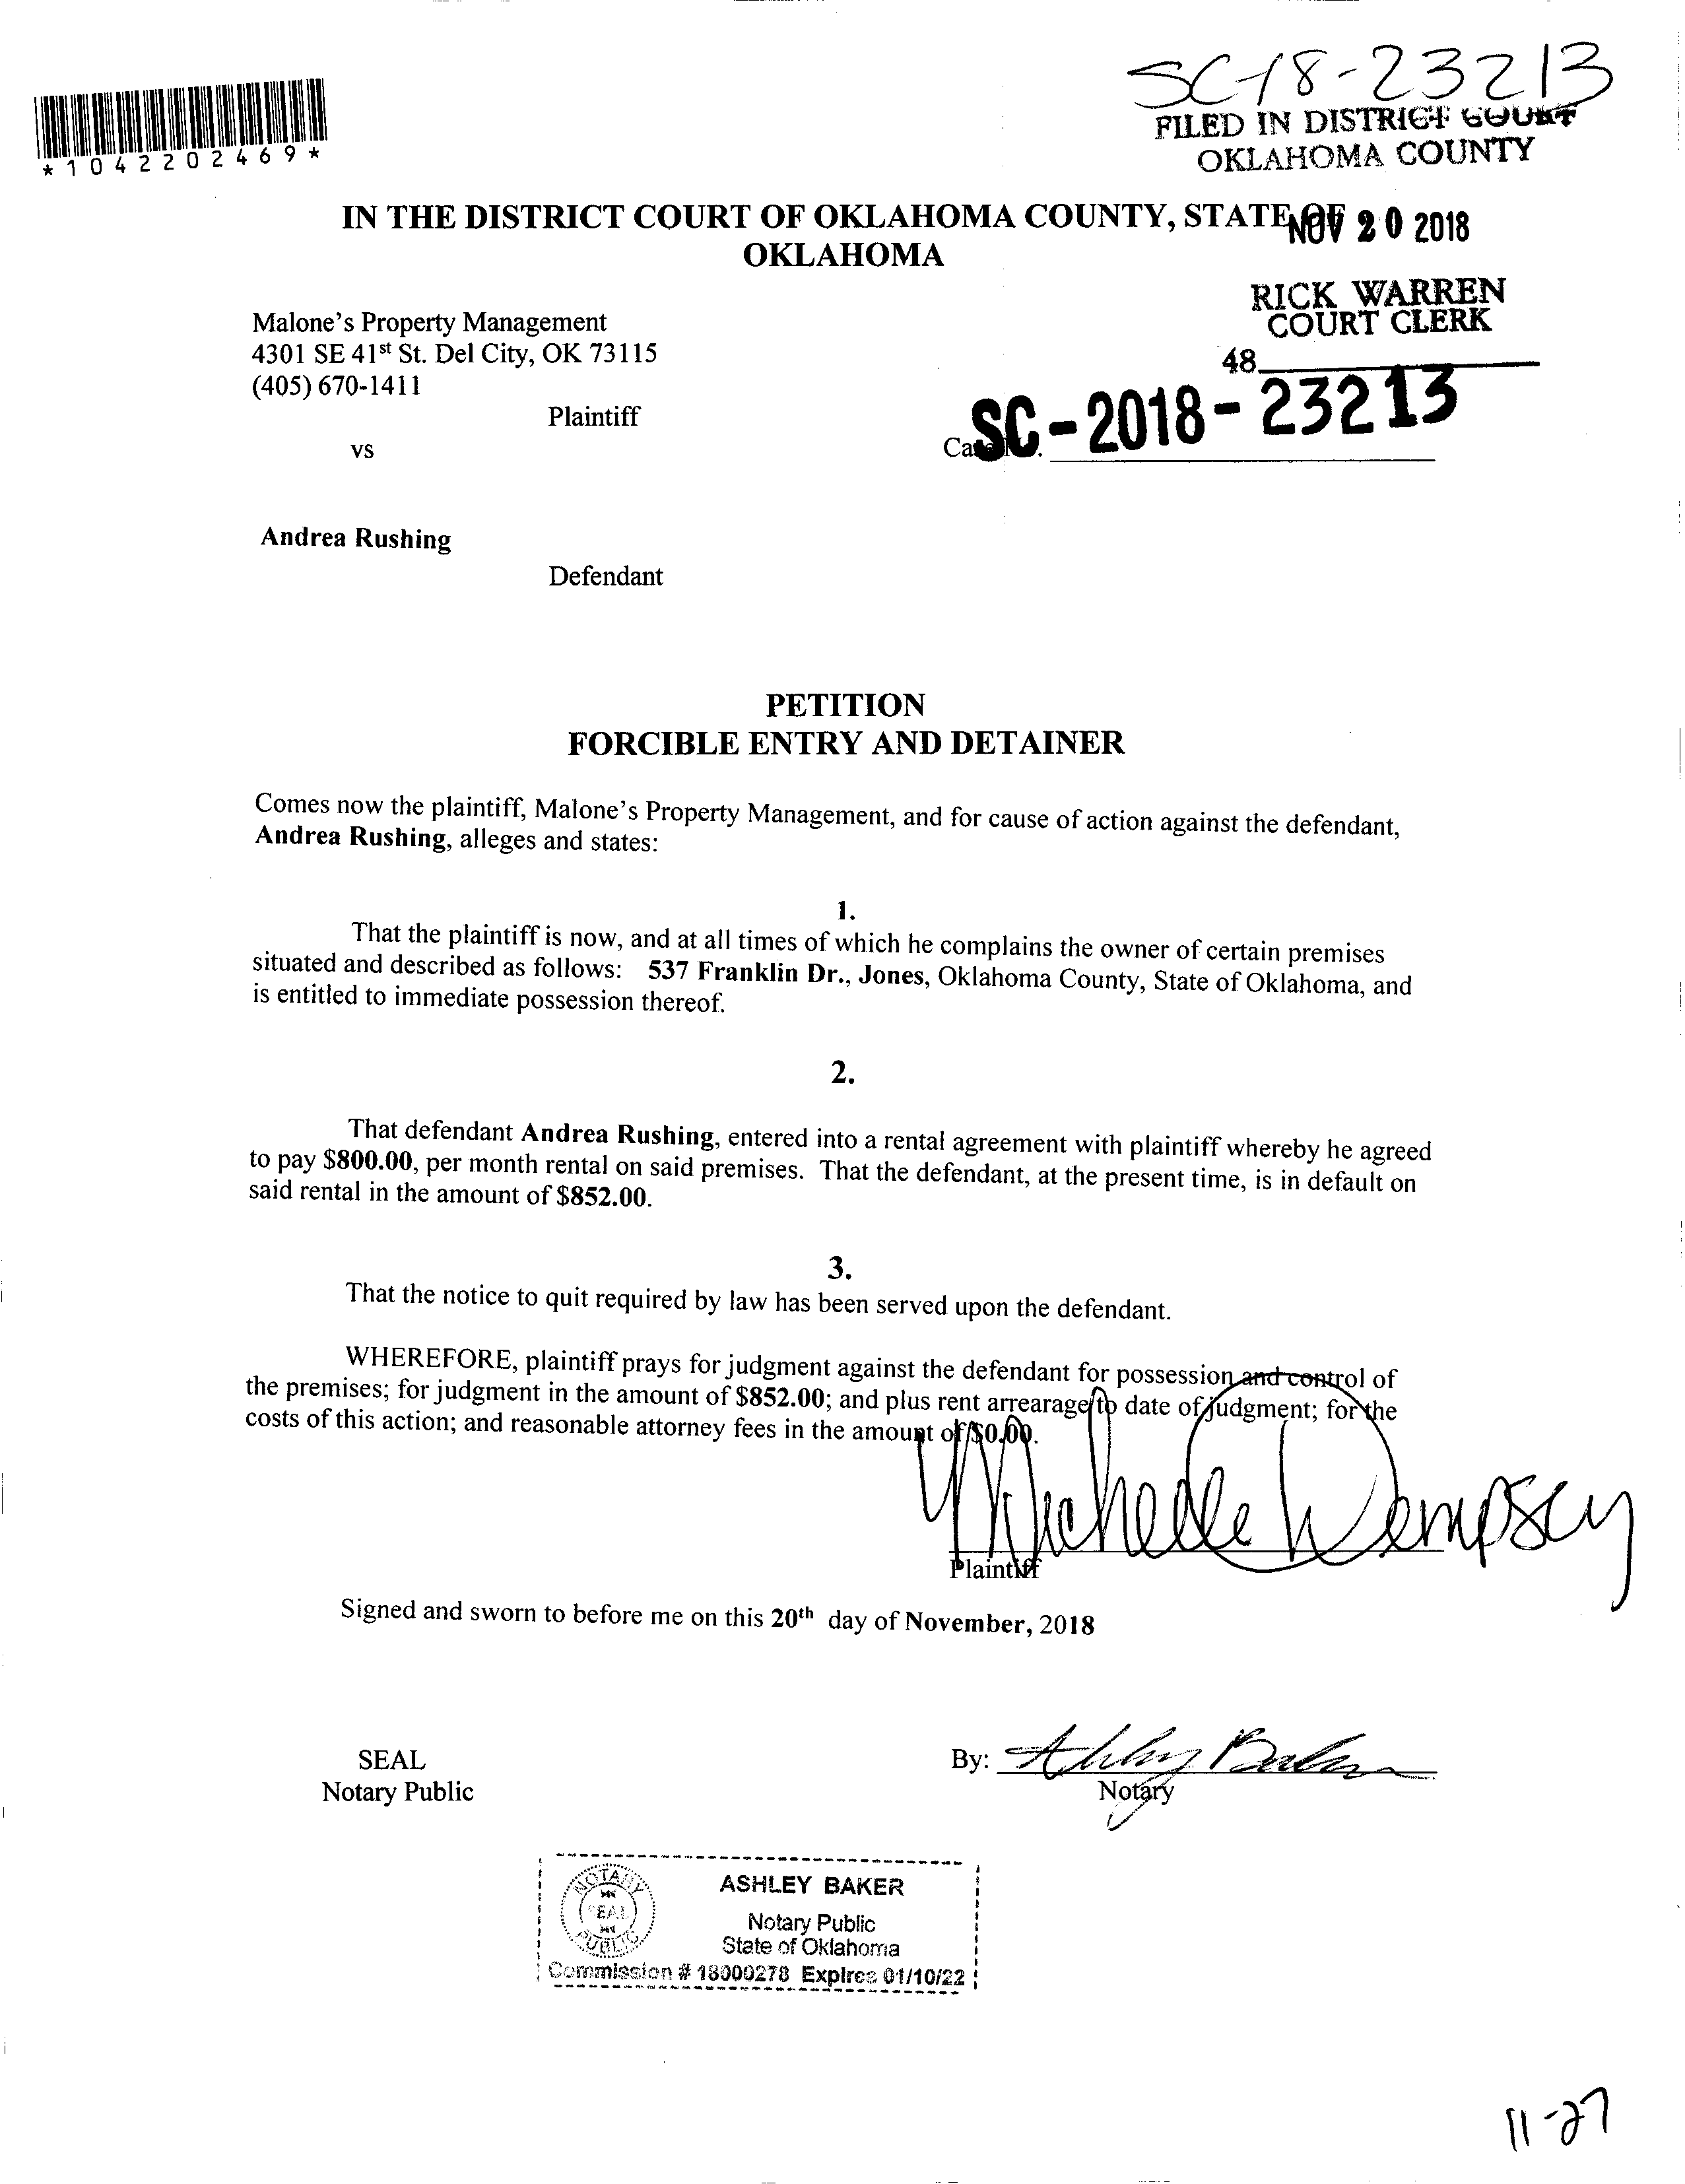 SC-18-23213
*1042202469*
FILED IN DISTRICT COURT
OKLAHOMA COUNTY
IN THE DISTRICT COURT OF OKLAHOMA COUNTY, STATE OF
NOV 20 2018
OKLAHOMA
RICK WARREN
COURT CLERK
48
Malone's Property Management
4301 SE 41st St. Del City, OK 73115
(405) 670-1411
Plaintiff
vs
SC-2018-23213
Andrea Rushing
Defendant
PETITION
FORCIBLE ENTRY AND DETAINER
Comes now the plaintiff, Malone's Property Management, and for cause of action against the defendant,
Andrea Rushing, alleges and states:
1.
That the plaintiff is now, and at all times of which he complains the owner of certain premises
situated and described as follows: 537 Franklin Dr., Jones, Oklahoma County, State of Oklahoma, and
is entitled to immediate possession thereof.
2.
That defendant Andrea Rushing, entered into a rental agreement with plaintiff whereby he agreed
to pay $800.00, per month rental on said premises. That the defendant, at the present time, is in default on
said rental in the amount of $852.00.
3.
That the notice to quit required by law has been served upon the defendant.
WHEREFORE, plaintiff prays for judgment against the defendant for possession and control of
the premises; for judgment in the amount of $852.00; and plus rent arrearage to date of judgment; for the
costs of this action; and reasonable attorney fees in the amount of $0.00.
Michelle Dempsey
Plaintiff
Signed and sworn to before me on this 20th day of November, 2018
SEAL
Notary Public
By: Ashley Baker
Notary
NOTARY SEAL PUBLIC
ASHLEY BAKER
Notary Public
State of Oklahoma
Commission # 18000278 Expires 01/10/22
11-27